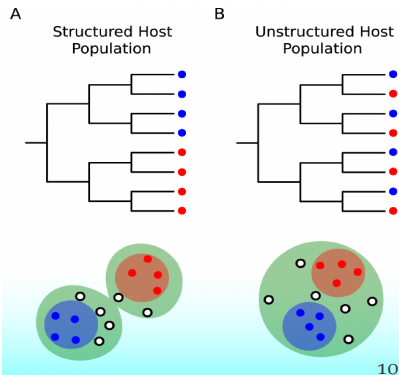 A
Structured Host
Population
B
Unstructured Host
Population
10